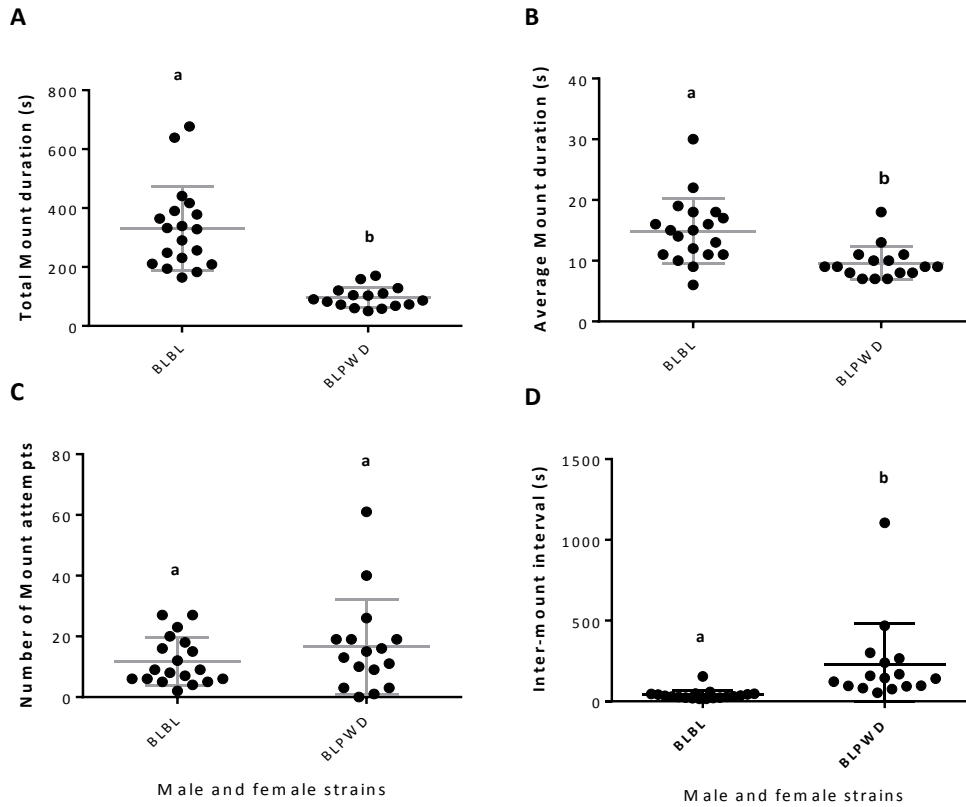 A
Total Mount duration (s)
800
600
400
200
0
a
b
BLBL
BLPWD
B
Average Mount duration (s)
40
30
20
10
0
a
b
BLBL
BLPWD
C
Number of Mount attempts
80
60
40
20
0
a
a
BLBL
BLPWD
Male and female strains
D
Inter-mount interval (s)
1500
1000
500
0
a
b
BLBL
BLPWD
Male and female strains